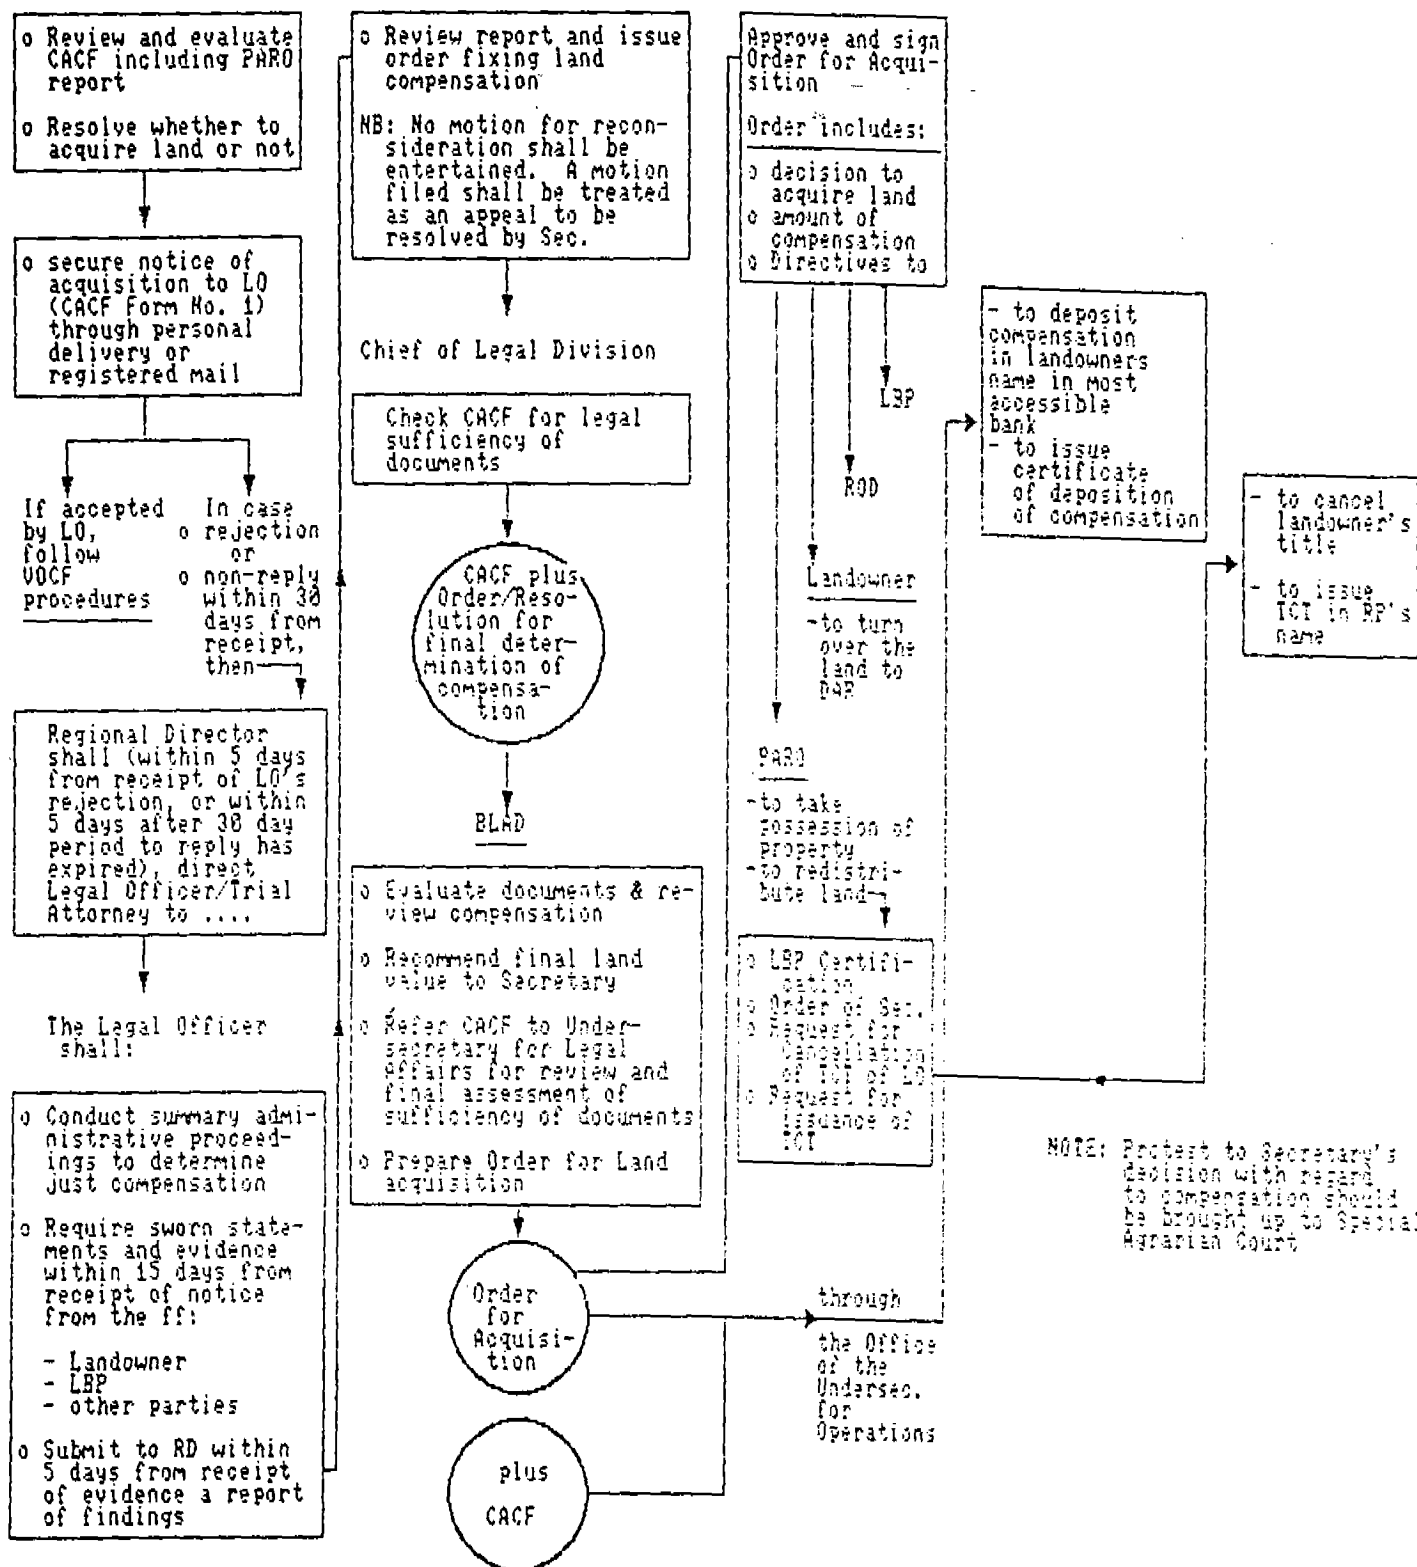 o Review and evaluate
CACF including PARO
report
o Resolve whether to
acquire land or not
o secure notice of
acquisition to LO
(CACF Form No. 1)
through personal
delivery or
registered mail
If accepted
by LO,
follow
VOCF
procedures
In case
o rejection
or
o non-reply
within 30
days from
receipt,
then
Regional Director
shall (within 5 days
from receipt of LO's
rejection, or within
5 days after 30 day
period to reply has
expired), direct
Legal Officer/Trial
Attorney to ....
The Legal Officer
shall:
o Conduct summary admi-
nistrative proceed-
ings to determine
just compensation
o Require sworn state-
ments and evidence
within 15 days from
receipt of notice
from the ff:
- Landowner
- LBP
- other parties
o Submit to RD within
5 days from receipt
of evidence a report
of findings
o Review report and issue
order fixing land
compensation
NB: No motion for recon-
sideration shall be
entertained. A motion
filed shall be treated
as an appeal to be
resolved by Sec.
Chief of Legal Division
Check CACF for legal
sufficiency of
documents
CACF plus
Order/Reso-
lution for
final deter-
mination of
compensa-
tion
BLAD
o Evaluate documents & re-
view compensation
o Recommend final land
value to Secretary
o Refer CACF to Under-
secretary for Legal
Affairs for review and
final assessment of
sufficiency of documents
o Prepare Order for Land
acquisition
Order
for
Acquisi-
tion
plus
CACF
Approve and sign
Order for Acqui-
sition
Order includes:
o decision to
acquire land
o amount of
compensation
o Directives to
LBP
ROD
Landowner
-to turn
over the
land to
DAR
PARO
-to take
possession of
property
-to redistri-
bute land
o LBP Certifi-
cation
o Order of Sec.
o Request for
Cancellation
of TCT of LO
o Request for
issuance of
TCT
through
the Office
of the
Undersec.
for
Operations
- to deposit
compensation
in landowners
name in most
accessible
bank
- to issue
certificate
of deposition
of compensation
- to cancel
landowner's
title
- to issue
TCT in RP's
name
NOTE: Protest to Secretary's
decision with regard
to compensation should
be brought up to Special
Agrarian Court